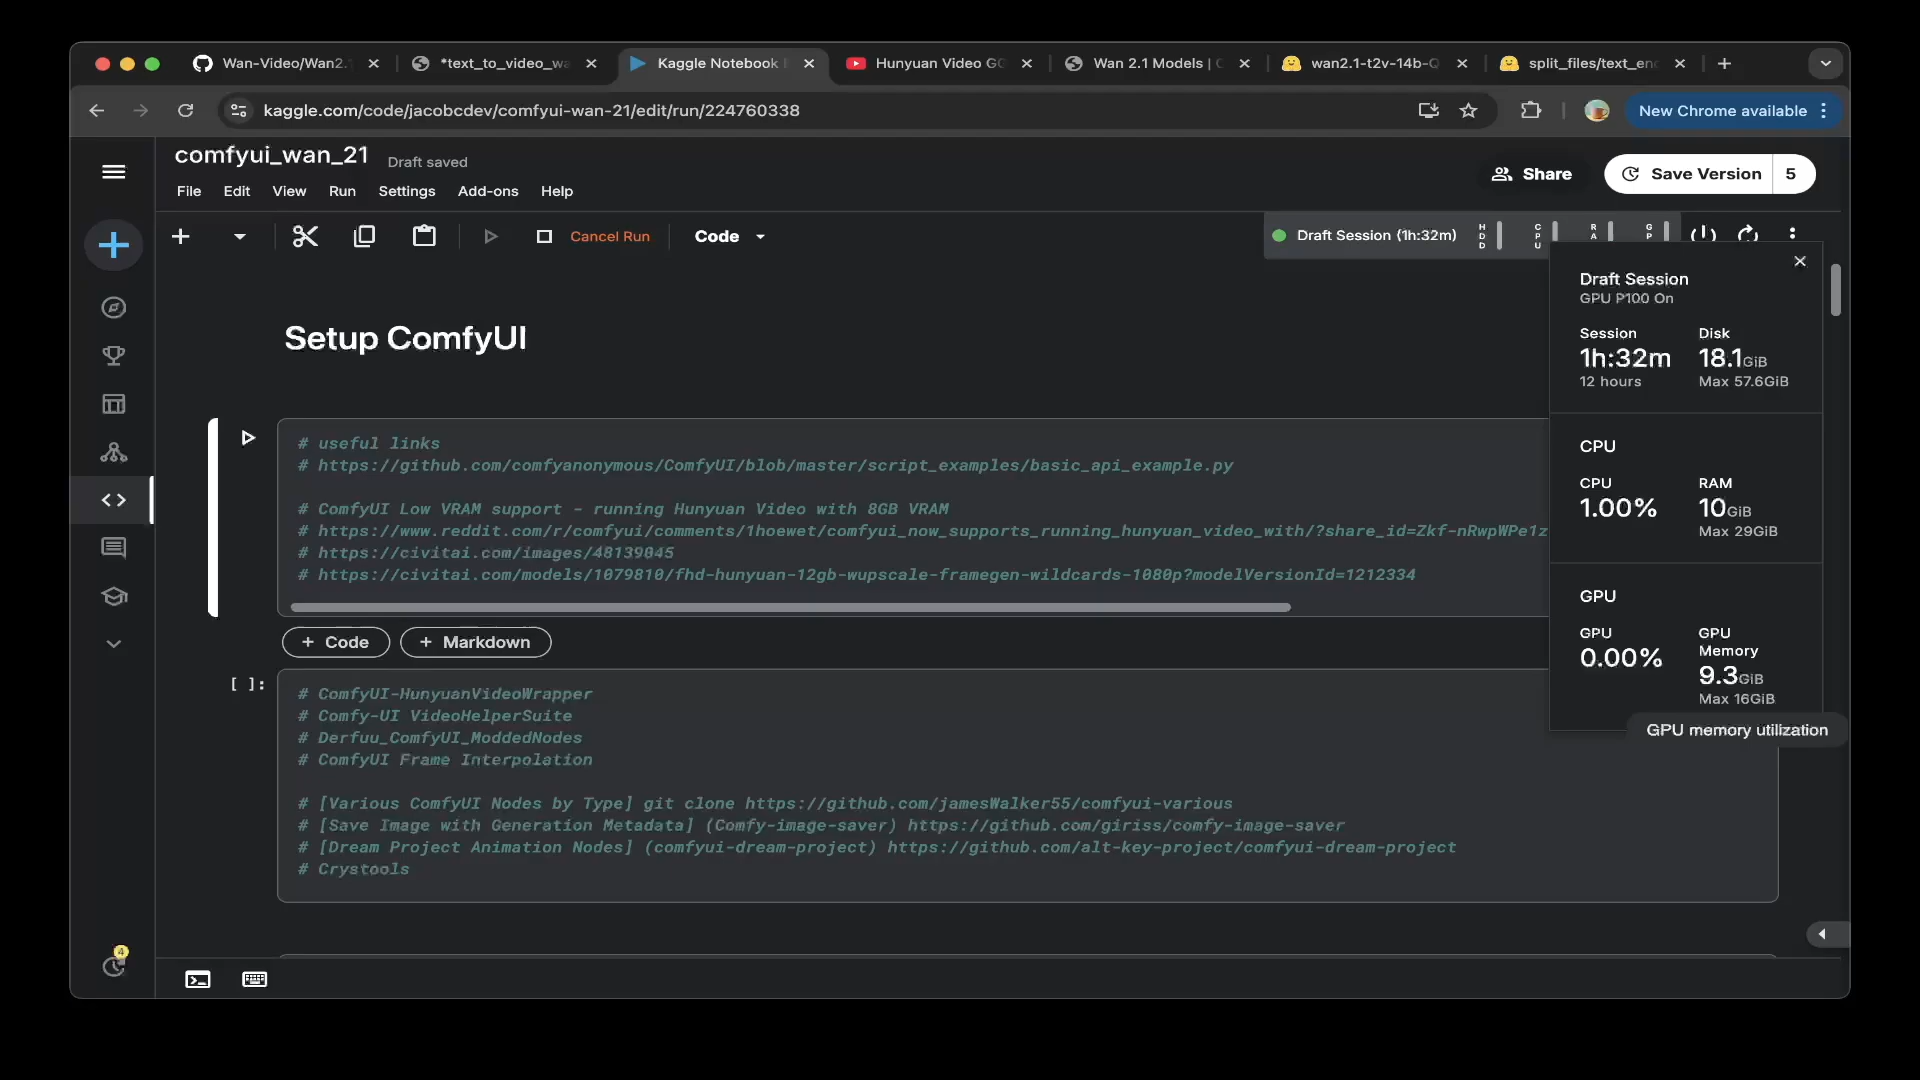 Wan-Video/Wan2.
*text_to_video_wa
Kaggle Notebook
Hunyuan Video GG
Wan 2.1 Models | C
wan2.1-t2v-14b-Q
split_files/text_enc
kaggle.com/code/jacobcdev/comfyui-wan-21/edit/run/224760338
New Chrome available
comfyui_wan_21
Draft saved
File Edit View Run Settings Add-ons Help
Share
Save Version 5
Cancel Run
Code
Draft Session (1h:32m)
HDD
CPU
RA
GP
Setup ComfyUI
# useful links
# https://github.com/comfyanonymous/ComfyUI/blob/master/script_examples/basic_api_example.py
# ComfyUI Low VRAM support - running Hunyuan Video with 8GB VRAM
# https://www.reddit.com/r/comfyui/comments/1hoewet/comfyui_now_supports_running_hunyuan_video_with/?share_id=Zkf-nRwpWPe1z
# https://civitai.com/images/48139045
# https://civitai.com/models/1079810/fhd-hunyuan-12gb-wupscale-framegen-wildcards-1080p?modelVersionId=1212334
+ Code
+ Markdown
[ ]:
# ComfyUI-HunyuanVideoWrapper
# Comfy-UI VideoHelperSuite
# Derfuu_ComfyUI_ModdedNodes
# ComfyUI Frame Interpolation
# [Various ComfyUI Nodes by Type] git clone https://github.com/jamesWalker55/comfyui-various
# [Save Image with Generation Metadata] (Comfy-image-saver) https://github.com/giriss/comfy-image-saver
# [Dream Project Animation Nodes] (comfyui-dream-project) https://github.com/alt-key-project/comfyui-dream-project
# Crystools
Draft Session
GPU P100 On
Session Disk
1h:32m 18.1GiB
12 hours Max 57.6GiB
CPU
CPU RAM
1.00% 10GiB
Max 29GiB
GPU
GPU GPU
Memory
0.00% 9.3GiB
Max 16GiB
GPU memory utilization
4